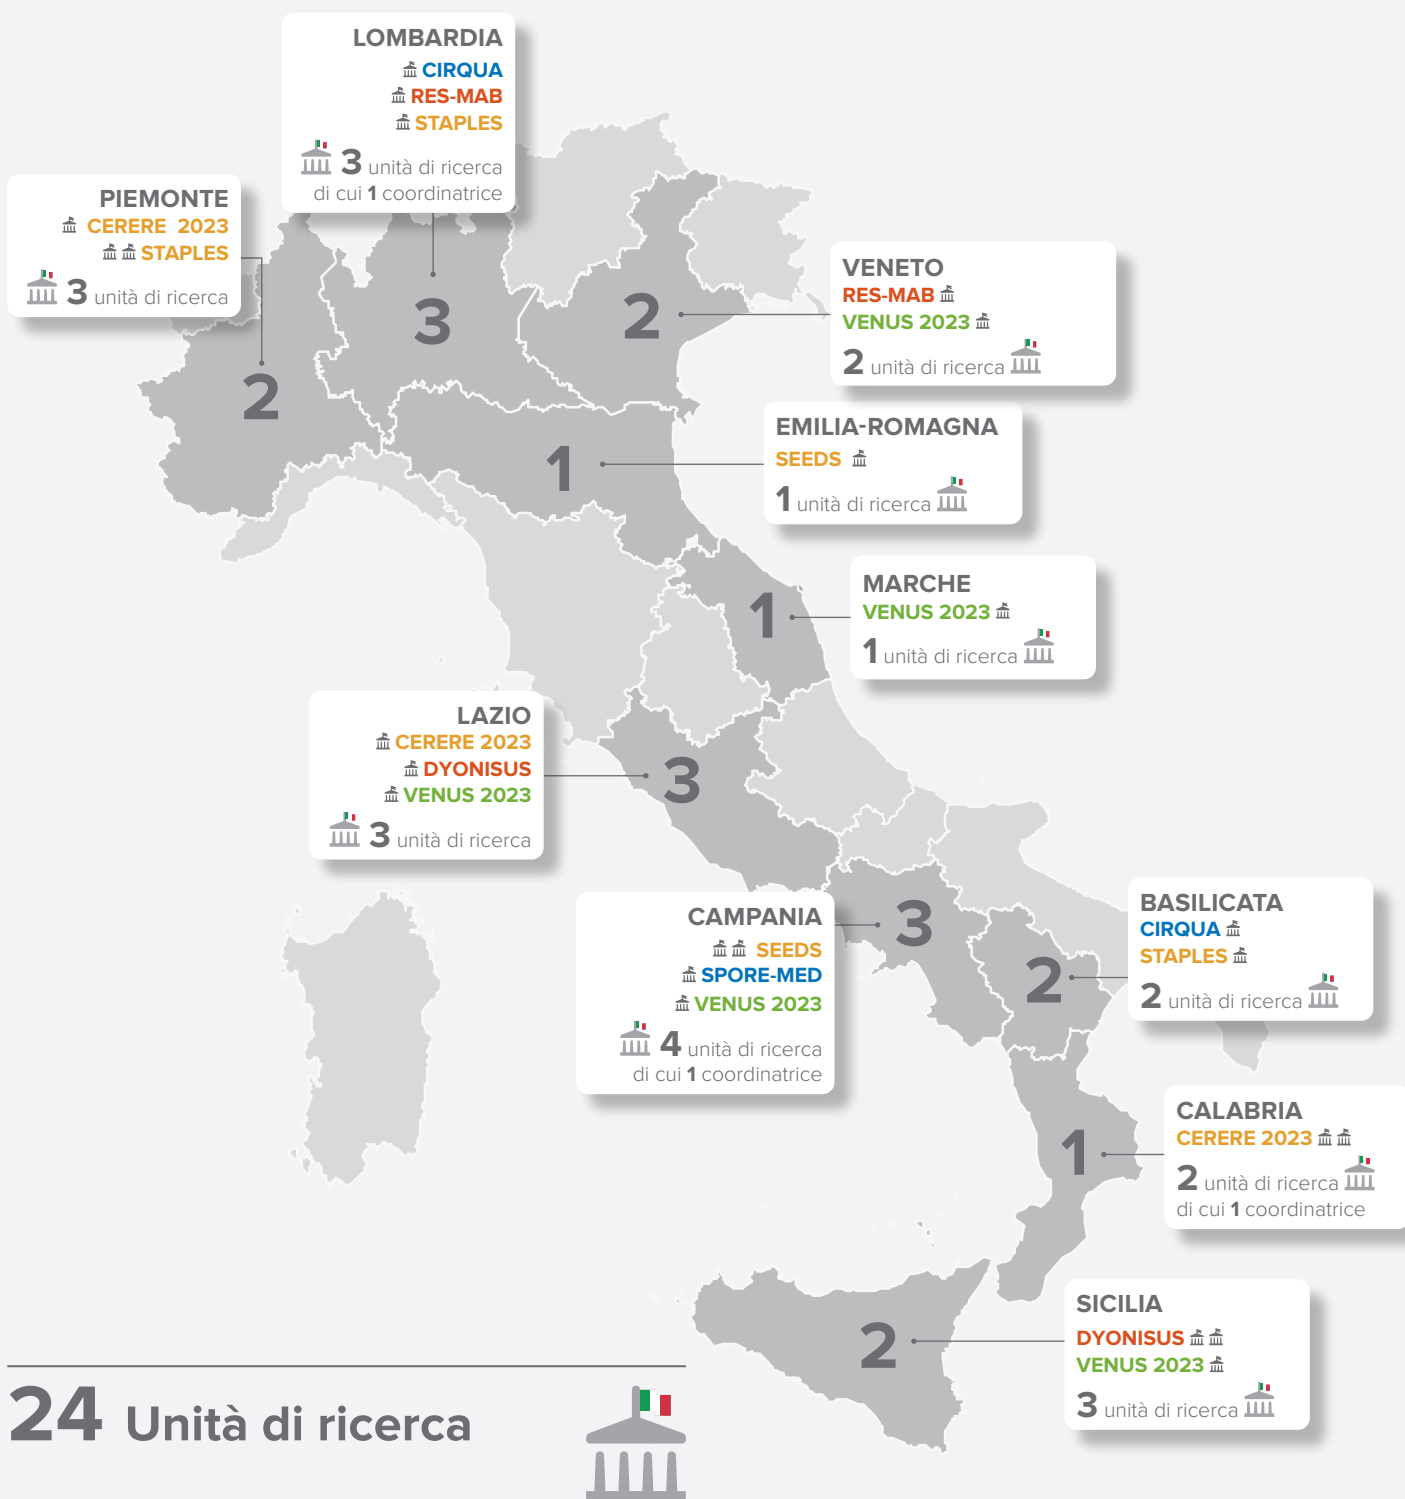 LOMBARDIA
CIRQUA
RES-MAB
STAPLES
3 unità di ricerca
di cui 1 coordinatrice
PIEMONTE
CERERE 2023
STAPLES
3 unità di ricerca
VENETO
RES-MAB
VENUS 2023
2 unità di ricerca
2
3
2
EMILIA-ROMAGNA
SEEDS
1 unità di ricerca
1
MARCHE
VENUS 2023
1 unità di ricerca
1
LAZIO
CERERE 2023
DYONISUS
VENUS 2023
3 unità di ricerca
3
CAMPANIA
SEEDS
SPORE-MED
VENUS 2023
4 unità di ricerca
di cui 1 coordinatrice
3
BASILICATA
CIRQUA
STAPLES
2 unità di ricerca
2
CALABRIA
CERERE 2023
2 unità di ricerca
di cui 1 coordinatrice
1
SICILIA
DYONISUS
VENUS 2023
3 unità di ricerca
2
24 Unità di ricerca